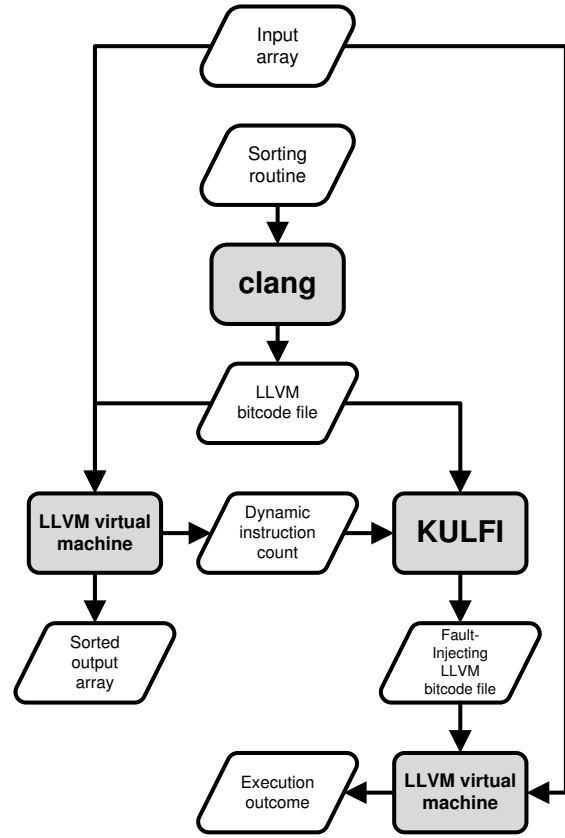 Input
array
Sorting
routine
clang
LLVM
bitcode file
LLVM virtual
machine
Dynamic
instruction
count
KULFI
Sorted
output
array
Fault-
Injecting
LLVM
bitcode file
Execution
outcome
LLVM virtual
machine